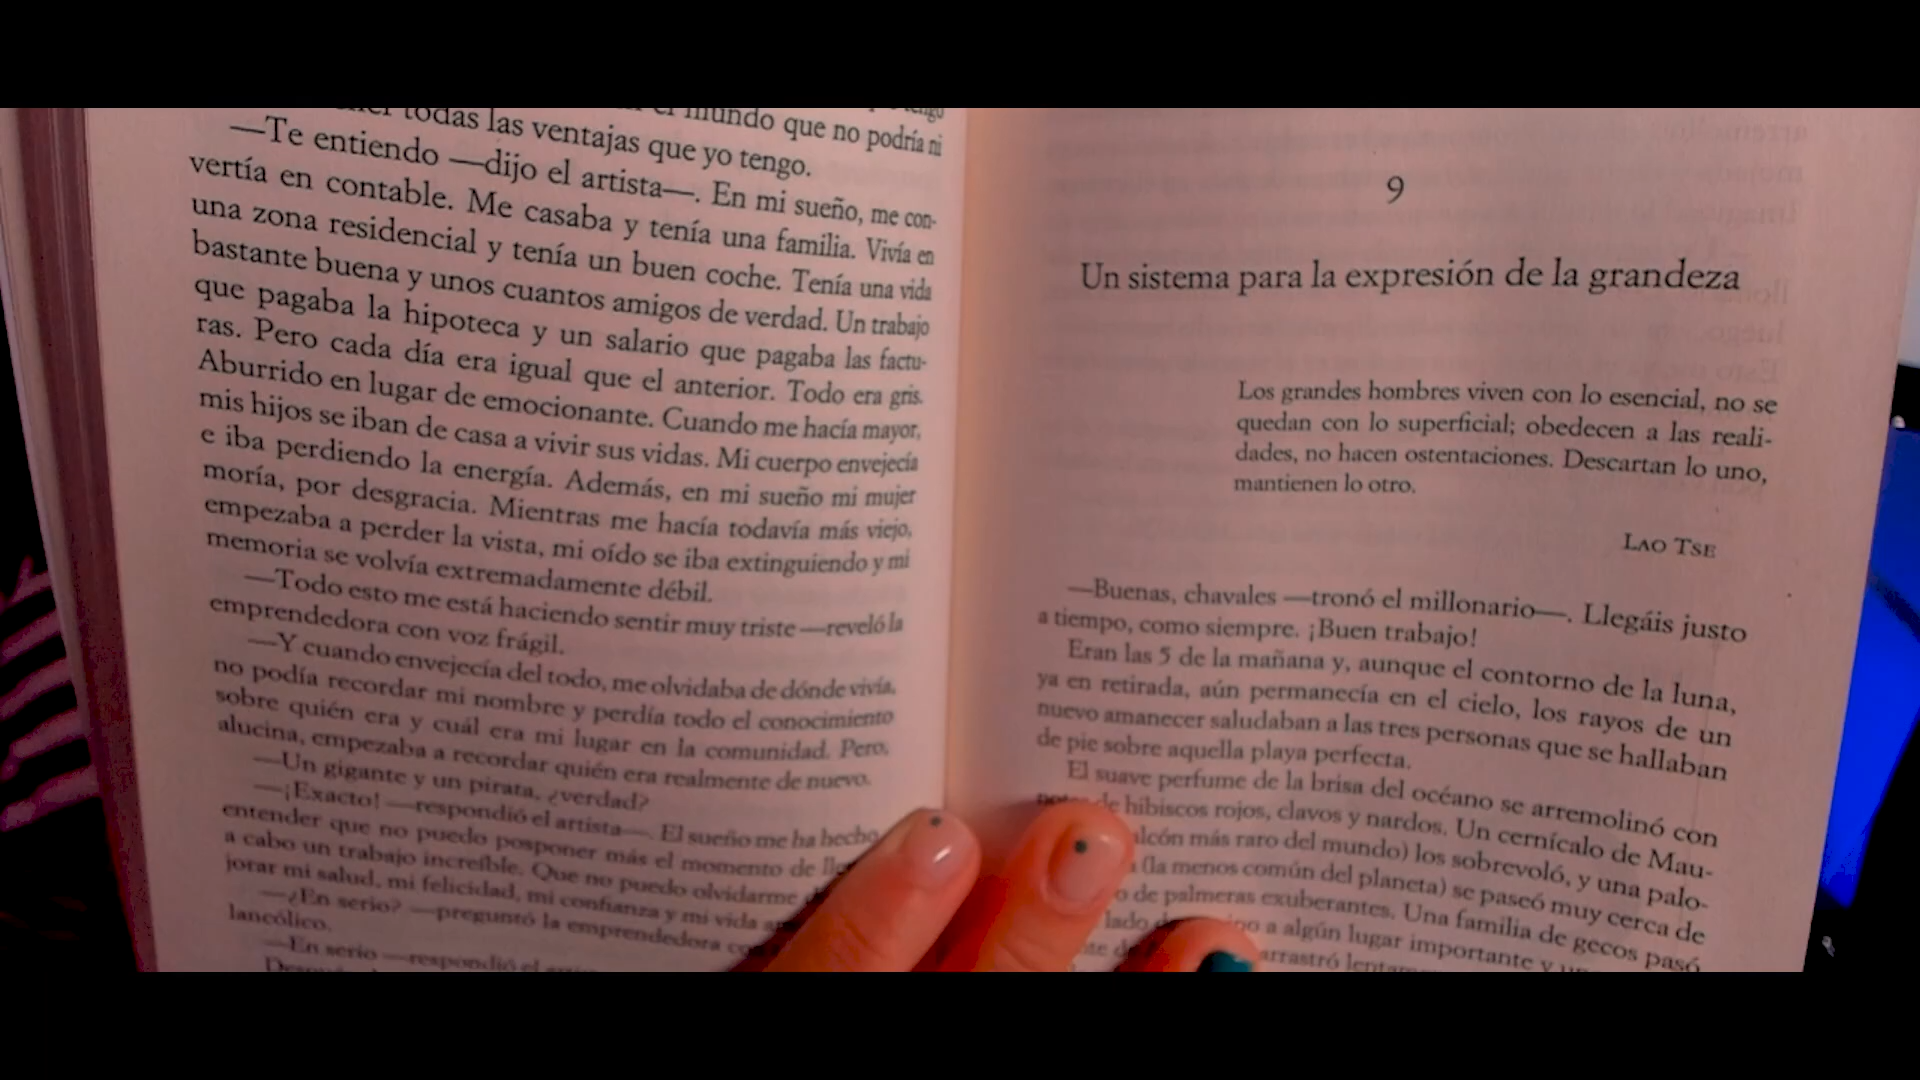 el mundo que no podría ni
todas las ventajas que yo tengo.
—Te entiendo —dijo el artista—. En mi sueño, me con-
vertía en contable. Me casaba y tenía una familia. Vivía en
una zona residencial y tenía un buen coche. Tenía una vida
bastante buena y unos cuantos amigos de verdad. Un trabajo
que pagaba la hipoteca y un salario que pagaba las factu-
ras. Pero cada día era igual que el anterior. Todo era gris.
Aburrido en lugar de emocionante. Cuando me hacía mayor,
mis hijos se iban de casa a vivir sus vidas. Mi cuerpo envejecía
e iba perdiendo la energía. Además, en mi sueño mi mujer
moría, por desgracia. Mientras me hacía todavía más viejo,
empezaba a perder la vista, mi oído se iba extinguiendo y mi
memoria se volvía extremadamente débil.
—Todo esto me está haciendo sentir muy triste —reveló la
emprendedora con voz frágil.
—Y cuando envejecía del todo, me olvidaba de dónde vivía,
no podía recordar mi nombre y perdía todo el conocimiento
sobre quién era y cuál era mi lugar en la comunidad. Pero,
alucina, empezaba a recordar quién era realmente de nuevo.
—Un gigante y un pirata, ¿verdad?
—¡Exacto! —respondió el artista—. El sueño me ha hecho
entender que no puedo posponer más el momento de
a cabo un trabajo increíble. Que no puedo olvidarme
jorar mi salud, mi felicidad, mi confianza y mi vida
—¿En serio? —preguntó la emprendedora
lancólico.
—En serio —respondió el
9
Un sistema para la expresión de la grandeza
Los grandes hombres viven con lo esencial, no se
quedan con lo superficial; obedecen a las reali-
dades, no hacen ostentaciones. Descartan lo uno,
mantienen lo otro.
LAO TSE
—Buenas, chavales —tronó el millonario—. Llegáis justo
a tiempo, como siempre. ¡Buen trabajo!
Eran las 5 de la mañana y, aunque el contorno de la luna,
ya en retirada, aún permanecía en el cielo, los rayos de un
nuevo amanecer saludaban a las tres personas que se hallaban
de pie sobre aquella playa perfecta.
El suave perfume de la brisa del océano se arremolinó con
de hibiscos rojos, clavos y nardos. Un cernícalo de Mau-
más raro del mundo) los sobrevoló, y una palo-
(la menos común del planeta) se paseó muy cerca de
de palmeras exuberantes. Una familia de gecos pasó
lado a algún lugar importante y
arrastró